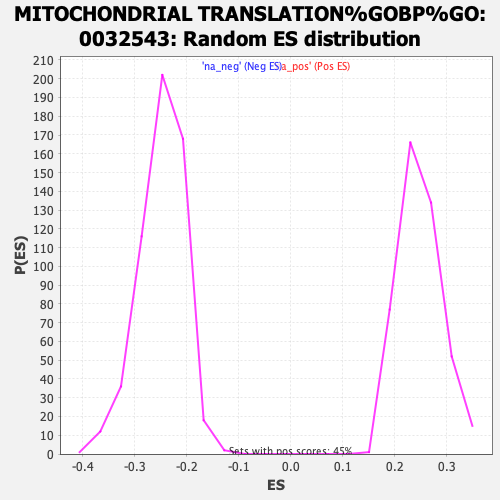 MITOCHONDRIAL TRANSLATION%GOBP%GO:
0032543: Random ES distribution
'na_neg' (Neg ES)
a_pos' (Pos ES)
210
200
190
180
170
160
150
140
130
120
110
100
90
80
70
60
50
40
30
20
10
0
P(ES)
Sets with pos scores: 45%
-0.4 -0.3 -0.2 -0.1 0.0 0.1 0.2 0.3
ES